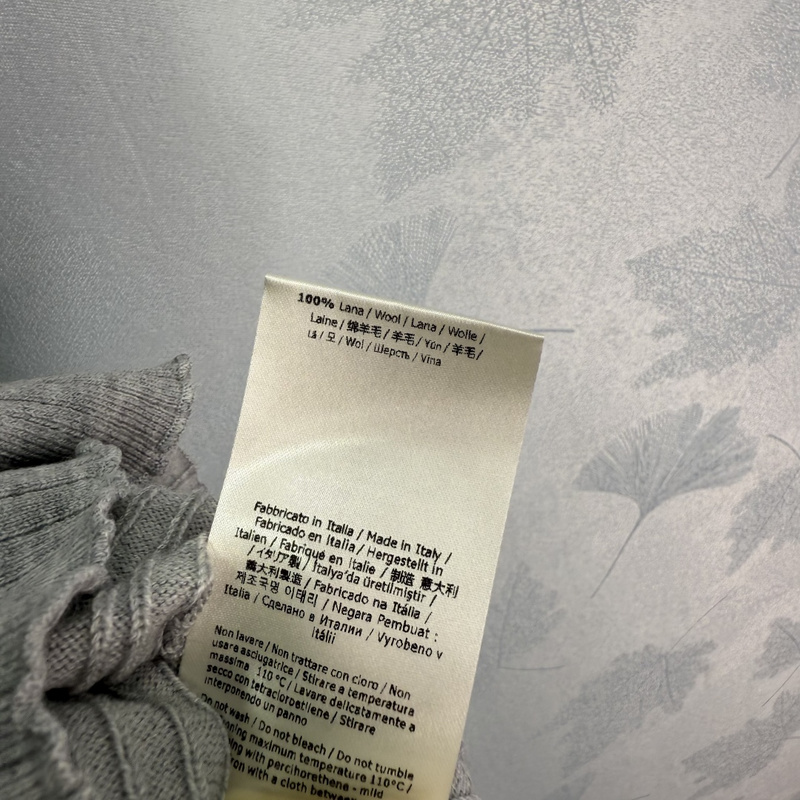 100% Lana / Wool / Lana / Wolle /
Laine / 绵羊毛 / 羊毛 / Yün / 羊毛 /
Lã / 모 / Wol / Шерсть / Vlna
Fabbricato in Italia / Made in Italy /
Fabricado en Italia / Hergestellt in
Italien / Fabriqué en Italie / 制造 意大利
/ イタリア製 / İtalya'da üretilmiştir /
義大利製造 / Fabricado na Itália /
제조국명 이태리 / Negara Pembuat :
Italia / Сделано в Италии / Vyrobeno v
Itálii
Non lavare / Non trattare con cloro / Non
usare asciugatrice / Stirare a temperatura
massima 110°C / Lavare delicatamente a
secco con tetracloroetilene / Stirare
interponendo un panno
Do not wash / Do not bleach / Do not tumble
maximum temperature 110°C /
with perchlorethene - mild
with a cloth between